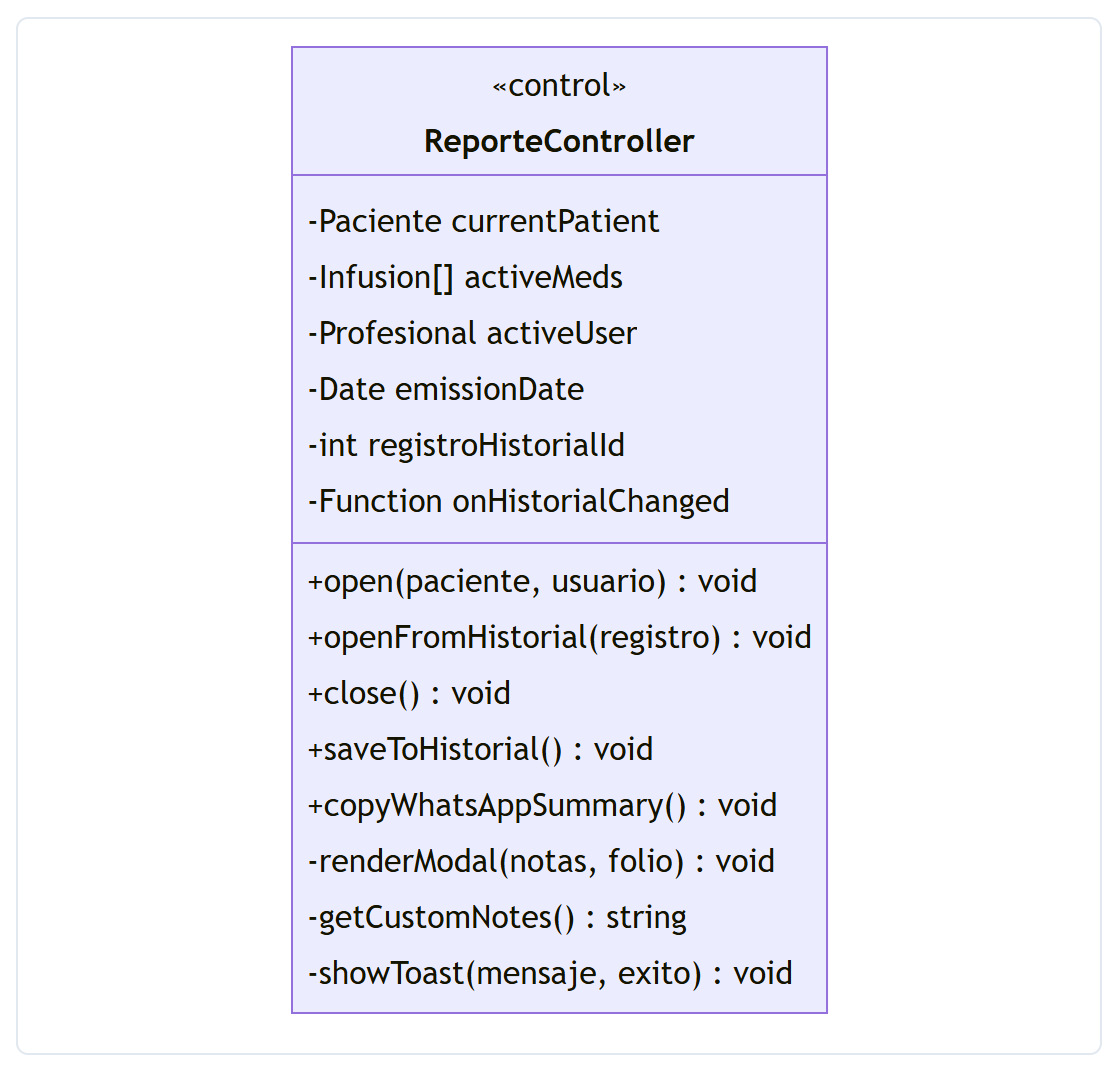 «control»
ReporteController
-Paciente currentPatient
-Infusion[] activeMeds
-Profesional activeUser
-Date emissionDate
-int registroHistorialId
-Function onHistorialChanged
+open(paciente, usuario) : void
+openFromHistorial(registro) : void
+close() : void
+saveToHistorial() : void
+copyWhatsAppSummary() : void
-renderModal(notas, folio) : void
-getCustomNotes() : string
-showToast(mensaje, exito) : void